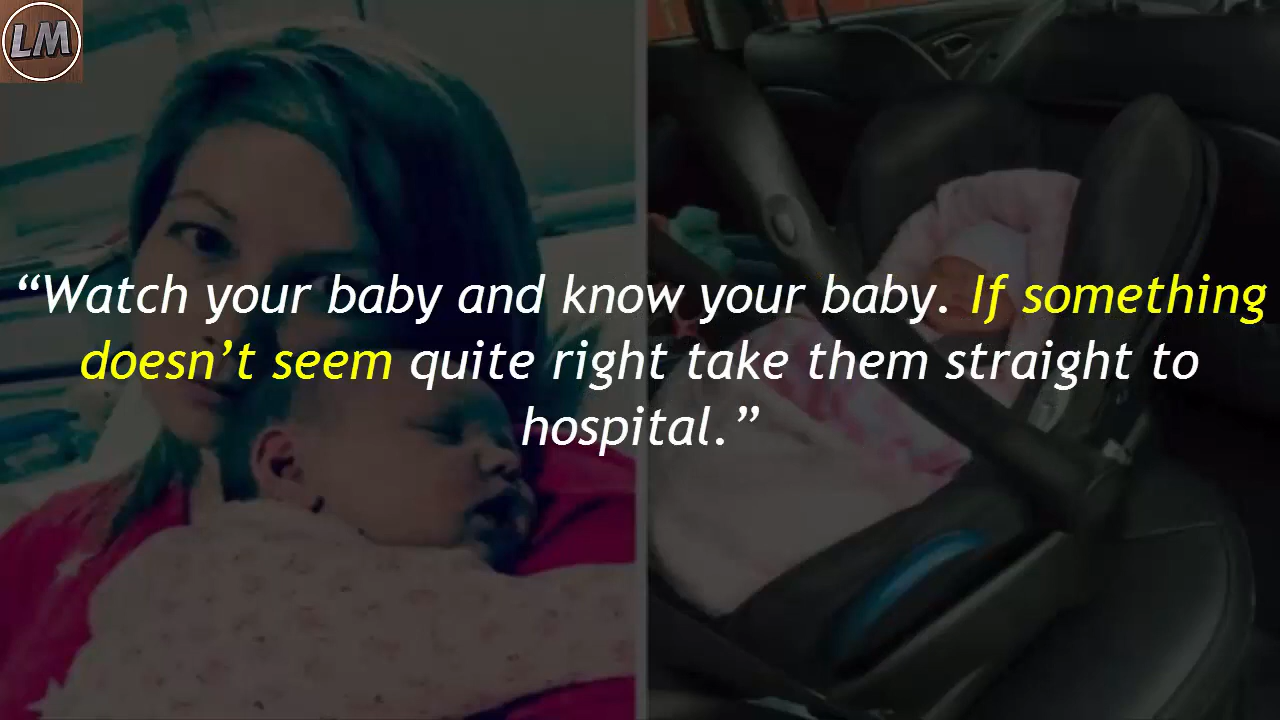 LM
“Watch your baby and know your baby. If something
doesn’t seem quite right take them straight to
hospital.”